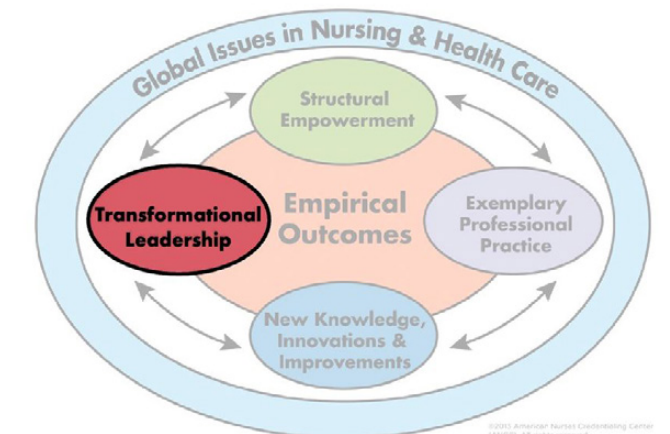 Global Issues in Nursing & Health Care
Structural
Empowerment
Transformational
Leadership
Empirical
Outcomes
Exemplary
Professional
Practice
New Knowledge,
Innovations &
Improvements
American Nurses Credentialing Center